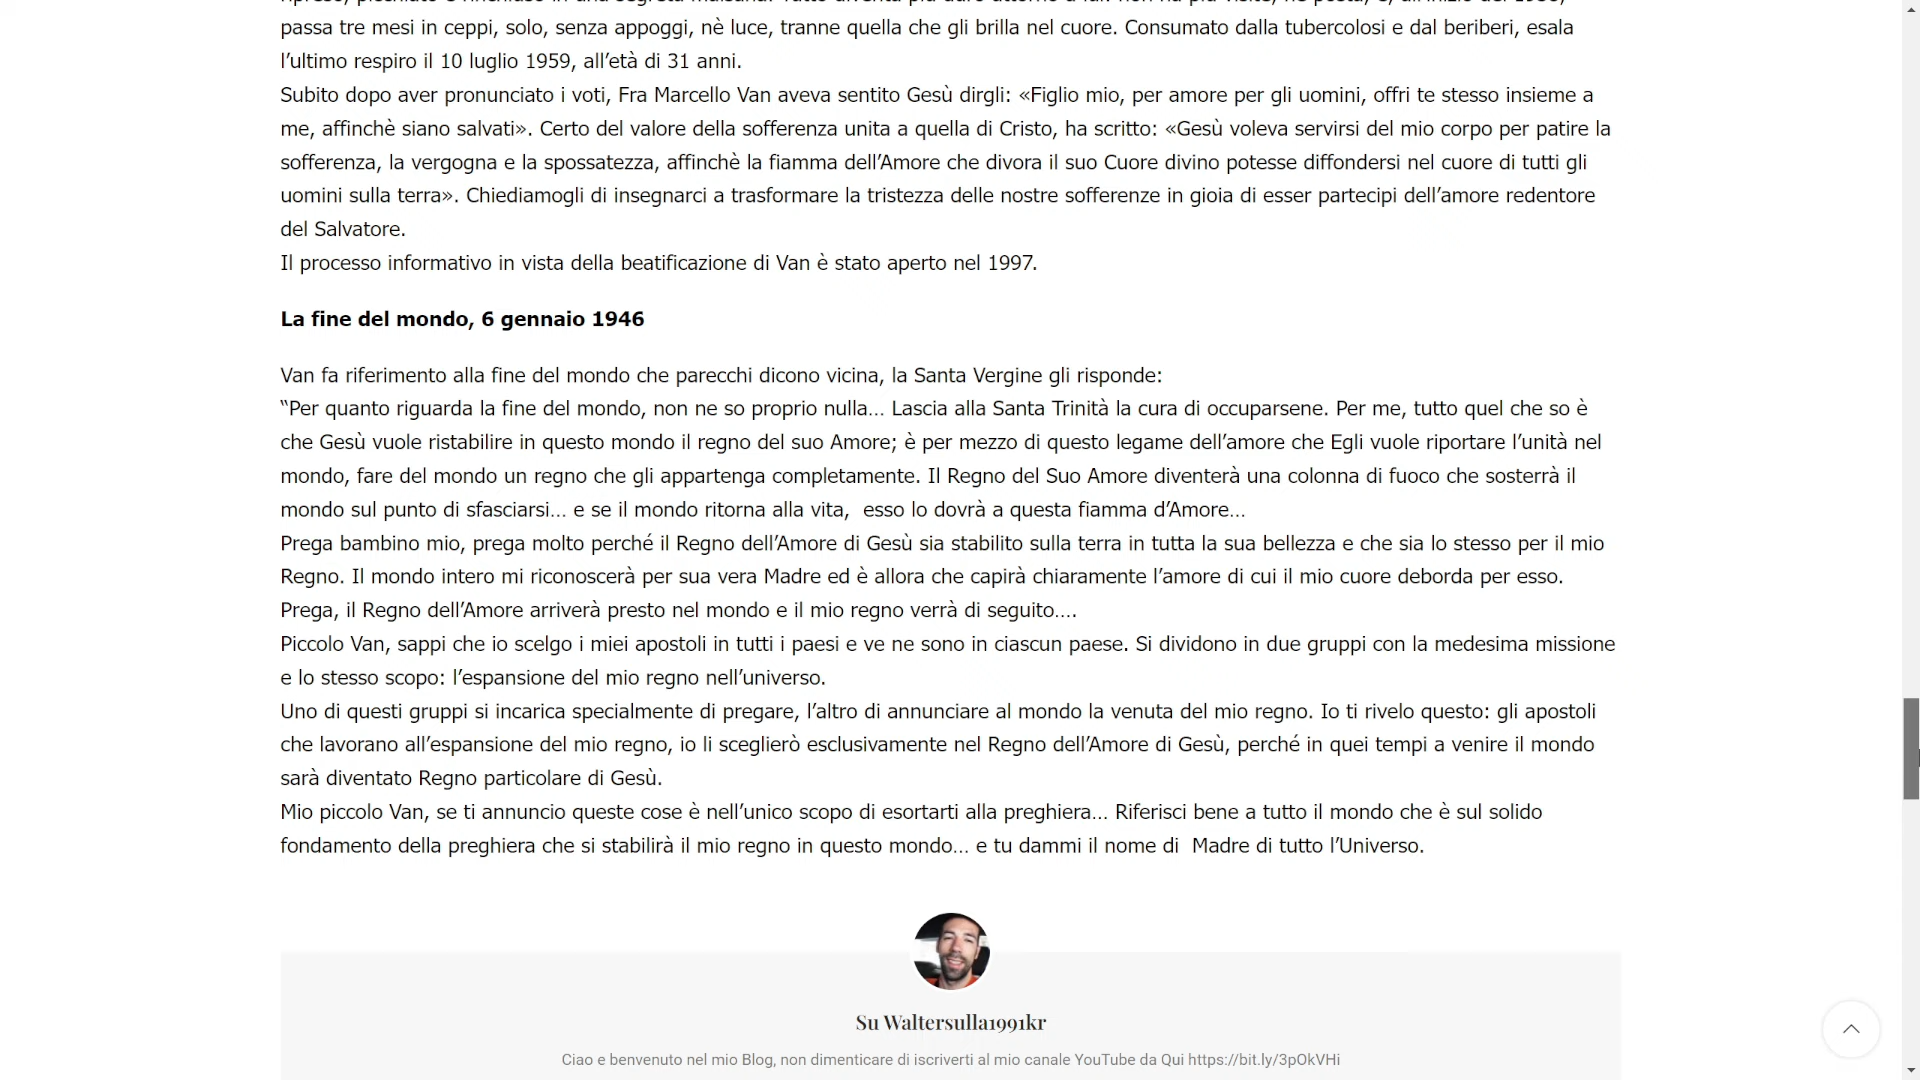 passa tre mesi in ceppi, solo, senza appoggi, nè luce, tranne quella che gli brilla nel cuore. Consumato dalla tubercolosi e dal beriberi, esala
l’ultimo respiro il 10 luglio 1959, all’età di 31 anni.
Subito dopo aver pronunciato i voti, Fra Marcello Van aveva sentito Gesù dirgli: «Figlio mio, per amore per gli uomini, offri te stesso insieme a
me, affinchè siano salvati». Certo del valore della sofferenza unita a quella di Cristo, ha scritto: «Gesù voleva servirsi del mio corpo per patire la
sofferenza, la vergogna e la spossatezza, affinchè la fiamma dell’Amore che divora il suo Cuore divino potesse diffondersi nel cuore di tutti gli
uomini sulla terra». Chiediamogli di insegnarci a trasformare la tristezza delle nostre sofferenze in gioia di esser partecipi dell’amore redentore
del Salvatore.
Il processo informativo in vista della beatificazione di Van è stato aperto nel 1997.
La fine del mondo, 6 gennaio 1946
Van fa riferimento alla fine del mondo che parecchi dicono vicina, la Santa Vergine gli risponde:
“Per quanto riguarda la fine del mondo, non ne so proprio nulla… Lascia alla Santa Trinità la cura di occuparsene. Per me, tutto quel che so è
che Gesù vuole ristabilire in questo mondo il regno del suo Amore; è per mezzo di questo legame dell’amore che Egli vuole riportare l’unità nel
mondo, fare del mondo un regno che gli appartenga completamente. Il Regno del Suo Amore diventerà una colonna di fuoco che sosterrà il
mondo sul punto di sfasciarsi… e se il mondo ritorna alla vita,  esso lo dovrà a questa fiamma d’Amore…
Prega bambino mio, prega molto perché il Regno dell’Amore di Gesù sia stabilito sulla terra in tutta la sua bellezza e che sia lo stesso per il mio
Regno. Il mondo intero mi riconoscerà per sua vera Madre ed è allora che capirà chiaramente l’amore di cui il mio cuore deborda per esso.
Prega, il Regno dell’Amore arriverà presto nel mondo e il mio regno verrà di seguito….
Piccolo Van, sappi che io scelgo i miei apostoli in tutti i paesi e ve ne sono in ciascun paese. Si dividono in due gruppi con la medesima missione
e lo stesso scopo: l’espansione del mio regno nell’universo.
Uno di questi gruppi si incarica specialmente di pregare, l’altro di annunciare al mondo la venuta del mio regno. Io ti rivelo questo: gli apostoli
che lavorano all’espansione del mio regno, io li sceglierò esclusivamente nel Regno dell’Amore di Gesù, perché in quei tempi a venire il mondo
sarà diventato Regno particolare di Gesù.
Mio piccolo Van, se ti annuncio queste cose è nell’unico scopo di esortarti alla preghiera… Riferisci bene a tutto il mondo che è sul solido
fondamento della preghiera che si stabilirà il mio regno in questo mondo… e tu dammi il nome di  Madre di tutto l’Universo.
Su Waltersulla1991kr
Ciao e benvenuto nel mio Blog, non dimenticare di iscriverti al mio canale YouTube da Qui https://bit.ly/3pOkVHi